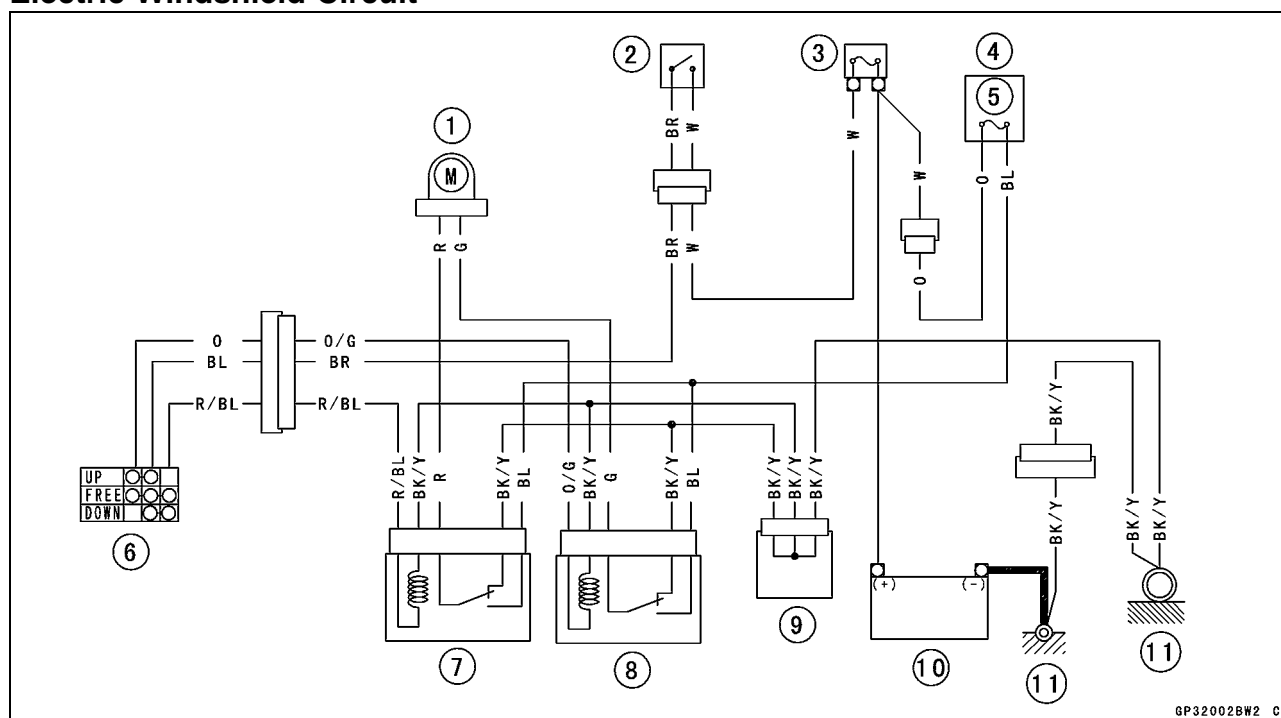 Electric Windshield Circuit
2
3
4
5
1
M
BR
W
W
W
O
BL
R
G
BR
W
O
O
O/G
BL
BR
BK/Y
R/BL
R/BL
R/BL
BK/Y
R
BK/Y
BL
O/G
BK/Y
G
BK/Y
BL
BK/Y
BK/Y
BK/Y
BK/Y
BK/Y
BK/Y
UP
FREE
DOWN
6
(+)
(-)
7
8
9
10
11
11
GP32002BW2 C